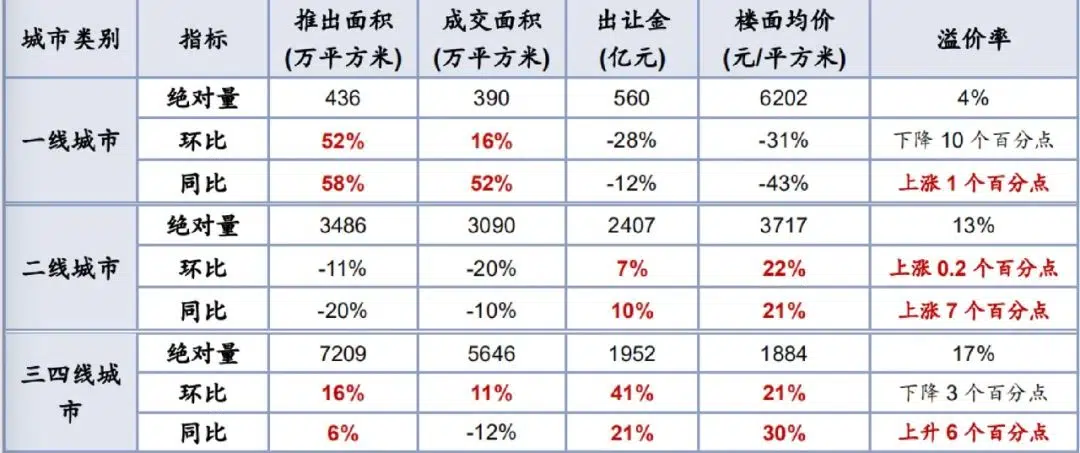 城市类别 指标 推出面积(万平方米) 成交面积(万平方米) 出让金(亿元) 楼面均价(元/平方米) 溢价率
一线城市 绝对量 436 390 560 6202 4%
环比 52% 16% -28% -31% 下降 10 个百分点
同比 58% 52% -12% -43% 上涨 1 个百分点
二线城市 绝对量 3486 3090 2407 3717 13%
环比 -11% -20% 7% 22% 上涨 0.2 个百分点
同比 -20% -10% 10% 21% 上涨 7 个百分点
三四线城市 绝对量 7209 5646 1952 1884 17%
环比 16% 11% 41% 21% 下降 3 个百分点
同比 6% -12% 21% 30% 上升 6 个百分点